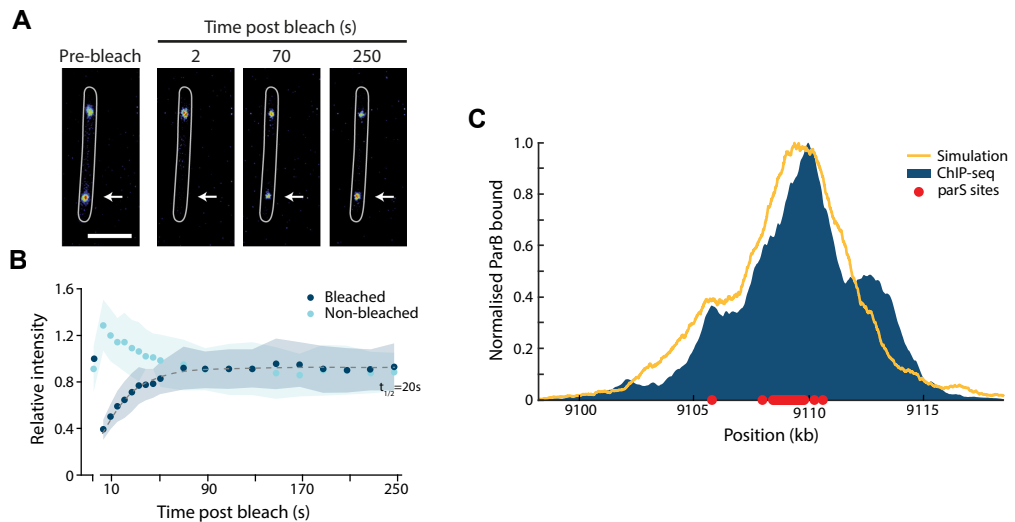 A
Time post bleach (s)
Pre-bleach 2 70 250
B
Relative intensity
1.6
1.2
0.8
0.4
0
Bleached
Non-bleached
t1/2=20s
10 90 170 250
Time post bleach (s)
C
Normalised ParB bound
1.0
0.8
0.6
0.4
0.2
0
Simulation
ChIP-seq
parS sites
9100 9105 9110 9115
Position (kb)